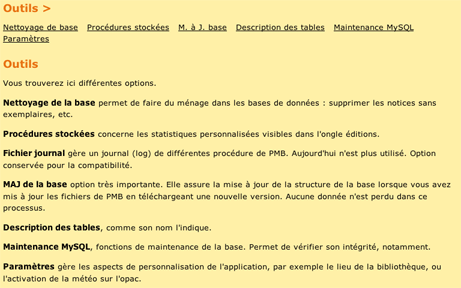 Outils >
Nettoyage de base Procédures stockées M. à J. base Description des tables Maintenance MySQL
Paramètres
Outils
Vous trouverez ici différentes options.
Nettoyage de la base permet de faire du ménage dans les bases de données : supprimer les notices sans
exemplaires, etc.
Procédures stockées concerne les statistiques personnalisées visibles dans l'ongle éditions.
Fichier journal gère un journal (log) de différentes procédure de PMB. Aujourd'hui n'est plus utilisé. Option
conservée pour la compatibilité.
MAJ de la base option très importante. Elle assure la mise à jour de la structure de la base lorsque vous avez
mis à jour les fichiers de PMB en téléchargeant une nouvelle version. Aucune donnée n'est perdu dans ce
processus.
Description des tables, comme son nom l'indique.
Maintenance MySQL, fonctions de maintenance de la base. Permet de vérifier son intégrité, notamment.
Paramètres gère les aspects de personnalisation de l'application, par exemple le lieu de la bibliothèque, ou
l'activation de la météo sur l'opac.